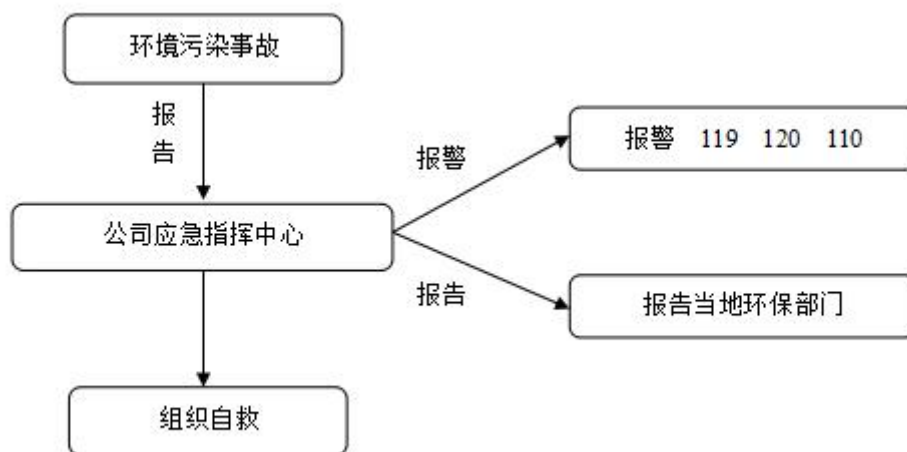 环境污染事故
报
告
报警
报警 119 120 110
公司应急指挥中心
报告
报告当地环保部门
组织自救